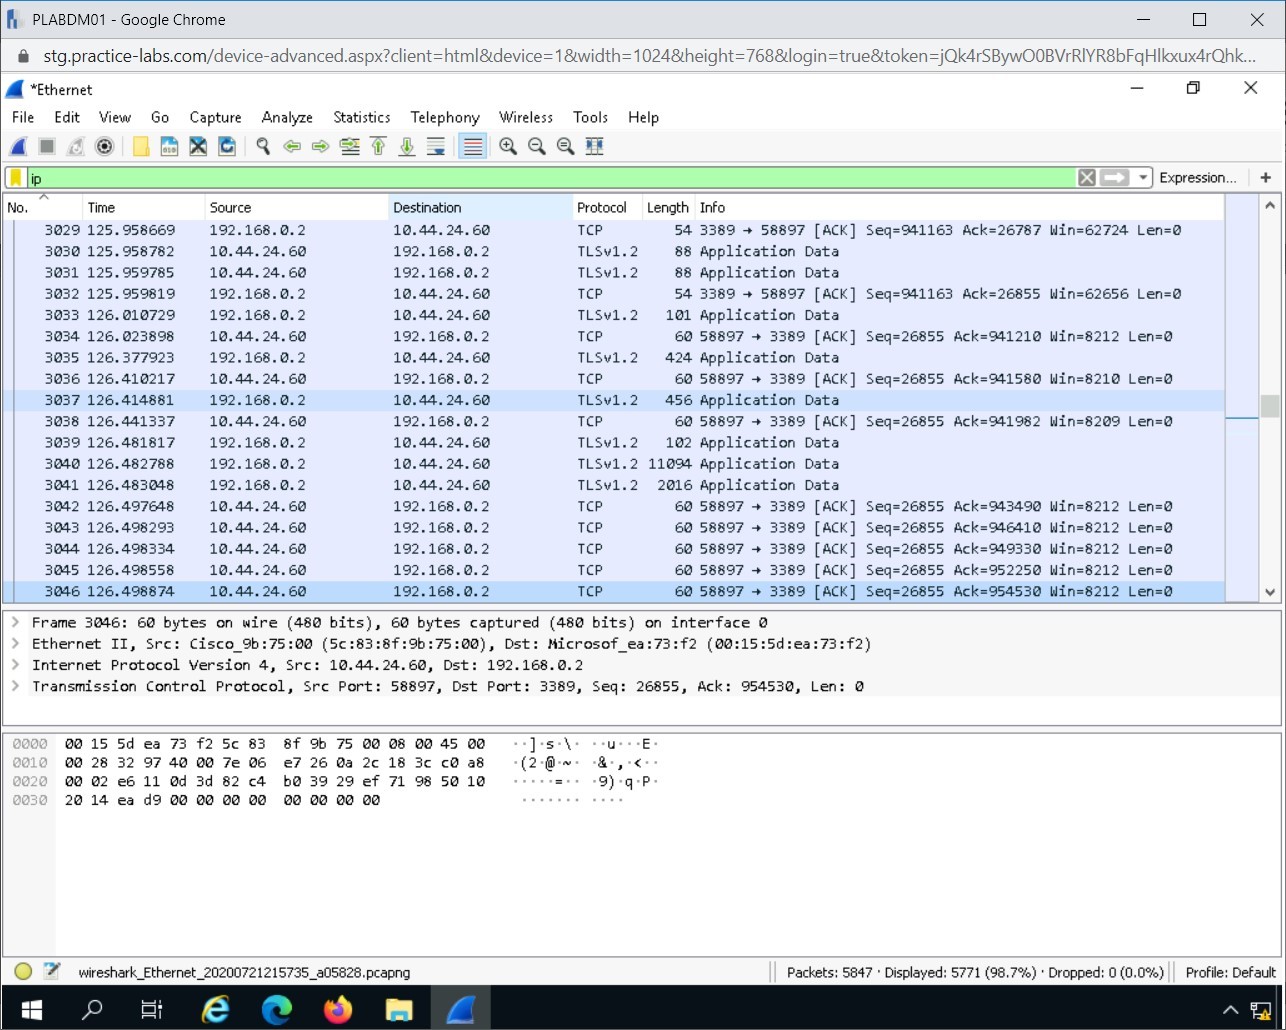 PLABDM01 - Google Chrome
stg.practice-labs.com/device-advanced.aspx?client=html&device=1&width=1024&height=768&login=true&token=jQk4rSBywO0BVrRlYR8bFqHlkxux4rQhk...
*Ethernet
File Edit View Go Capture Statistics Analyze Telephony Wireless Tools Help
ip Expression... +
No. Time Source Destination Protocol Length Info
3029 125.958669 192.168.0.2 10.44.24.60 TCP 54 3389 → 58897 [ACK] Seq=941163 Ack=26787 Win=62724 Len=0
3030 125.958782 10.44.24.60 192.168.0.2 TLSv1.2 88 Application Data
3031 125.959785 10.44.24.60 192.168.0.2 TLSv1.2 88 Application Data
3032 125.959819 192.168.0.2 10.44.24.60 TCP 54 3389 → 58897 [ACK] Seq=941163 Ack=26855 Win=62656 Len=0
3033 126.010729 192.168.0.2 10.44.24.60 TLSv1.2 101 Application Data
3034 126.023898 10.44.24.60 192.168.0.2 TCP 60 58897 → 3389 [ACK] Seq=26855 Ack=941210 Win=8212 Len=0
3035 126.377923 192.168.0.2 10.44.24.60 TLSv1.2 424 Application Data
3036 126.410217 10.44.24.60 192.168.0.2 TCP 60 58897 → 3389 [ACK] Seq=26855 Ack=941580 Win=8210 Len=0
3037 126.414881 192.168.0.2 10.44.24.60 TLSv1.2 456 Application Data
3038 126.441337 10.44.24.60 192.168.0.2 TCP 60 58897 → 3389 [ACK] Seq=26855 Ack=941982 Win=8209 Len=0
3039 126.481817 192.168.0.2 10.44.24.60 TLSv1.2 102 Application Data
3040 126.482788 192.168.0.2 10.44.24.60 TLSv1.2 11094 Application Data
3041 126.483048 192.168.0.2 10.44.24.60 TLSv1.2 2016 Application Data
3042 126.497648 10.44.24.60 192.168.0.2 TCP 60 58897 → 3389 [ACK] Seq=26855 Ack=943490 Win=8212 Len=0
3043 126.498293 10.44.24.60 192.168.0.2 TCP 60 58897 → 3389 [ACK] Seq=26855 Ack=946410 Win=8212 Len=0
3044 126.498334 10.44.24.60 192.168.0.2 TCP 60 58897 → 3389 [ACK] Seq=26855 Ack=949330 Win=8212 Len=0
3045 126.498558 10.44.24.60 192.168.0.2 TCP 60 58897 → 3389 [ACK] Seq=26855 Ack=952250 Win=8212 Len=0
3046 126.498874 10.44.24.60 192.168.0.2 TCP 60 58897 → 3389 [ACK] Seq=26855 Ack=954530 Win=8212 Len=0
Frame 3046: 60 bytes on wire (480 bits), 60 bytes captured (480 bits) on interface 0
Ethernet II, Src: Cisco_9b:75:00 (5c:83:8f:9b:75:00), Dst: Microsof_ea:73:f2 (00:15:5d:ea:73:f2)
Internet Protocol Version 4, Src: 10.44.24.60, Dst: 192.168.0.2
Transmission Control Protocol, Src Port: 58897, Dst Port: 3389, Seq: 26855, Ack: 954530, Len: 0
0000 00 15 5d ea 73 f2 5c 83 8f 9b 75 00 08 00 45 00 ··]·s·\· ··u···E·
0010 00 28 32 97 40 00 7e 06 e7 26 0a 2c 18 3c c0 a8 ·(2·@·~· ·&·,·<··
0020 00 02 e6 11 0d 3d 82 c4 b0 39 29 ef 71 98 50 10 ·····=·· ·9)·q·P·
0030 20 14 ea d9 00 00 00 00 00 00 00 00 ········ ····
wireshark_Ethernet_20200721215735_a05828.pcapng Packets: 5847 · Displayed: 5771 (98.7%) · Dropped: 0 (0.0%) Profile: Default